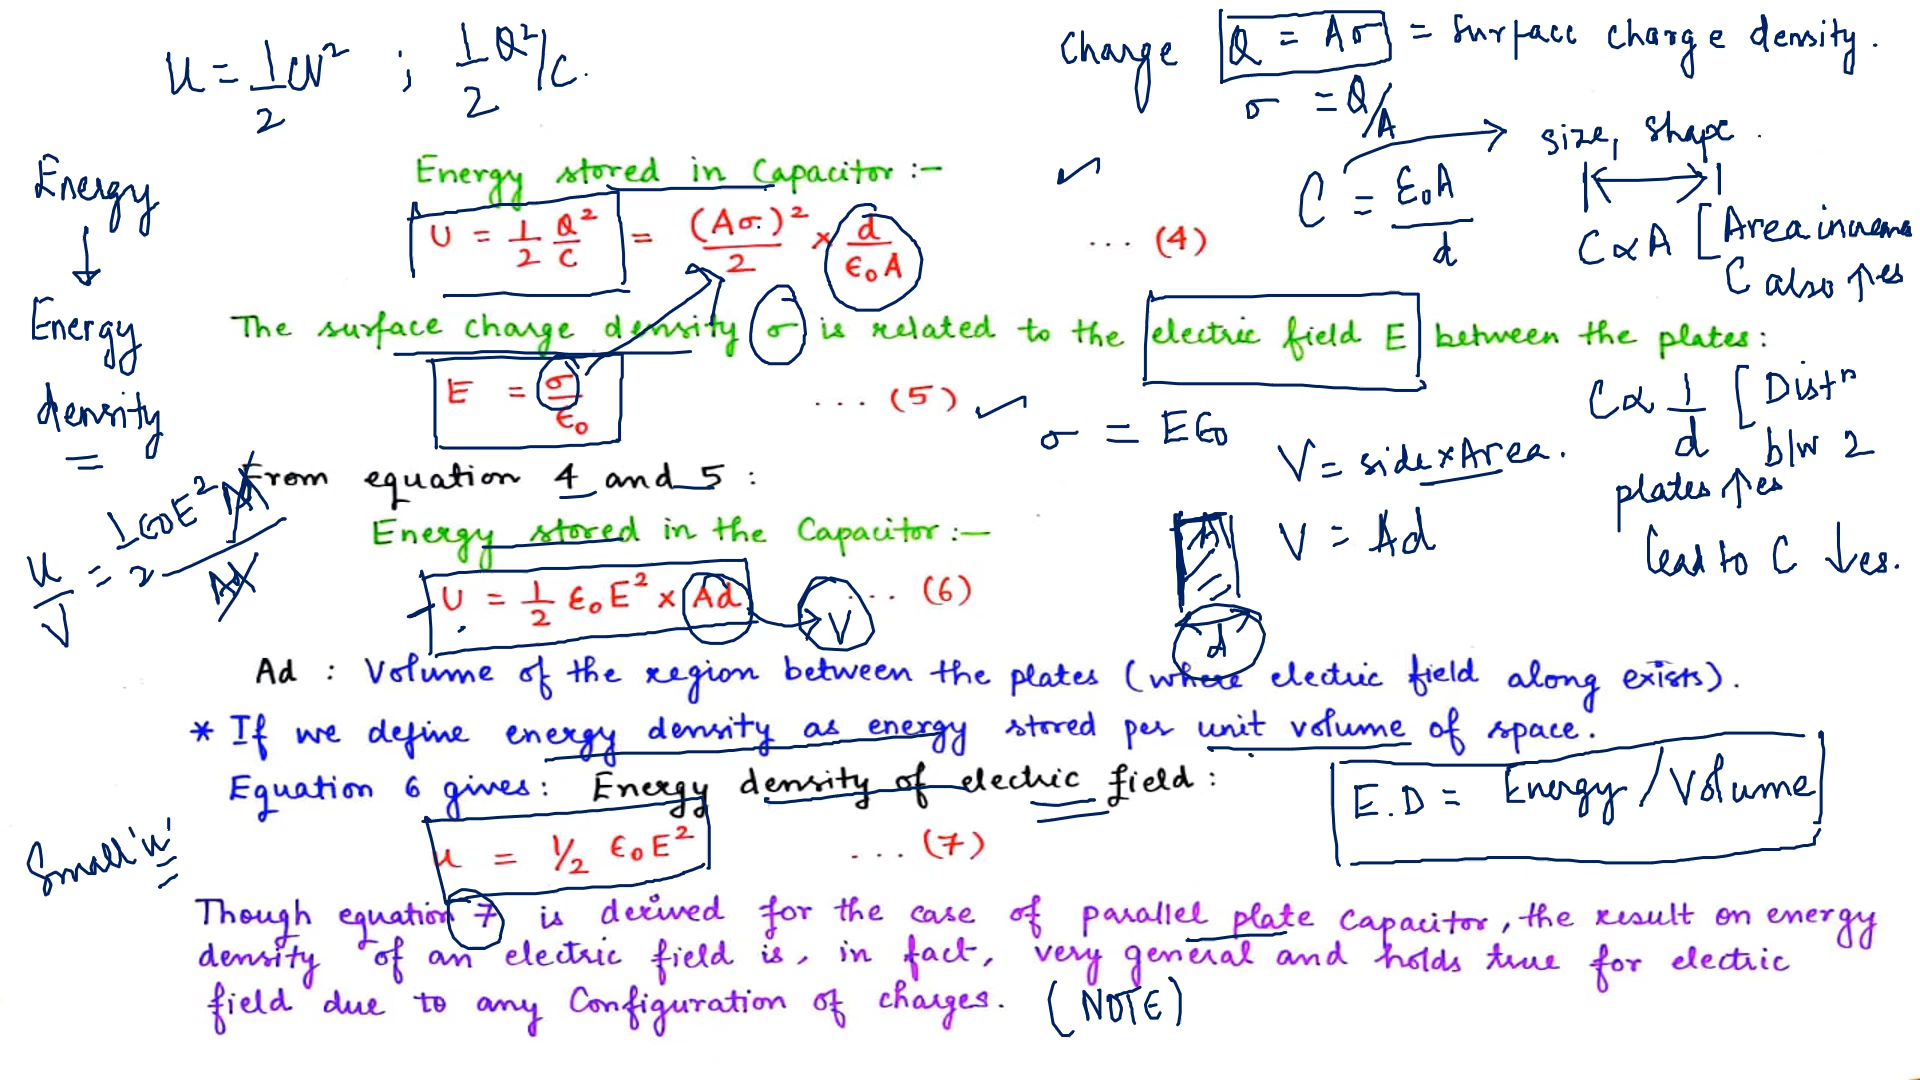 U = 1/2 CV² ; 1/2 Q²/C.
Charge Q = Aσ = Surface charge density.
σ = Q/A
size, shape.
C = ε₀A/d
C ∝ A [Area increase
C also ↑es
C ∝ 1/d [Distⁿ
b/w 2
plates ↑es
lead to C ↓es.
Energy
↓
Energy
density
=
Energy stored in Capacitor :-
U = 1/2 Q²/C = (Aσ)²/2 × d/ε₀A ... (4)
The surface charge density σ is related to the electric field E between the plates:
E = σ/ε₀ ... (5)
σ = Eε₀
V = side×Area.
V = Ad
A
d
From equation 4 and 5 :
Energy stored in the Capacitor :-
U = 1/2 ε₀E² × Ad ... (6)
V
U/V = 1/2 ε₀E² Ad / Ad
Ad : Volume of the region between the plates (where electric field along exists).
* If we define energy density as energy stored per unit volume of space.
Equation 6 gives: Energy density of electric field :
E.D = Energy / Volume
Small 'u'
u = 1/2 ε₀E² ... (7)
Though equation 7 is derived for the case of parallel plate capacitor, the result on energy
density of an electric field is, in fact, very general and holds true for electric
field due to any Configuration of charges. (NOTE)